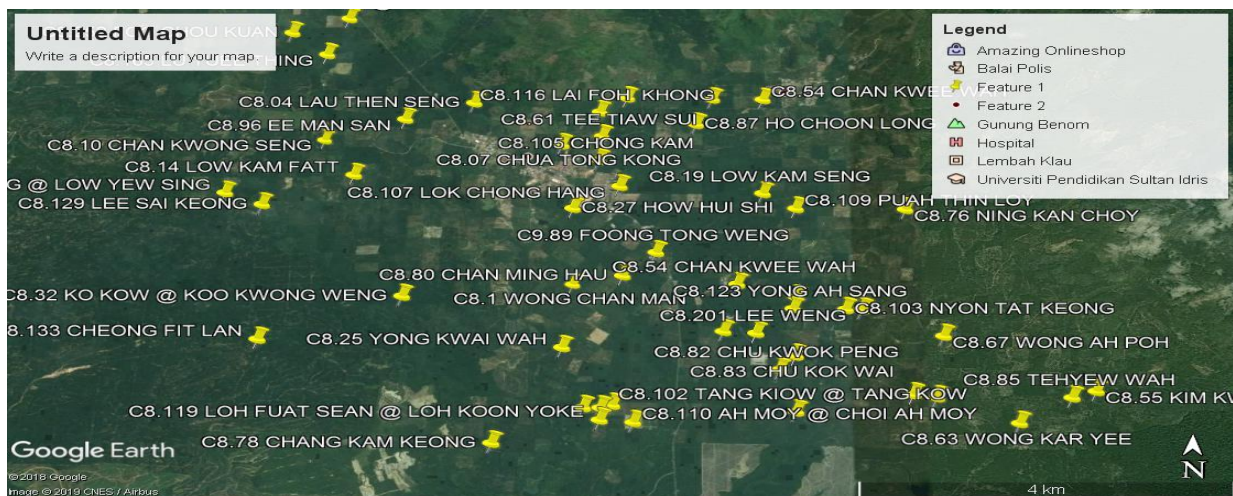 Untitled Map
Write a description for your map.
KUAN
THING
Legend
Amazing Onlineshop
Balai Polis
Feature 1
Feature 2
Gunung Benom
Hospital
Lembah Klau
Universiti Pendidikan Sultan Idris
C8.04 LAU THEN SENG
C8.116 LAI FOH KHONG
C8.54 CHAN KWEE WAH
C8.96 EE MAN SAN
C8.61 TEE TIAW SUI
C8.87 HO CHOON LONG
C8.10 CHAN KWONG SENG
C8.105 CHONG KAM
C8.14 LOW KAM FATT
C8.07 CHUA TONG KONG
G @ LOW YEW SING
C8.107 LOK CHONG HANG
C8.19 LOW KAM SENG
C8.129 LEE SAI KEONG
C8.27 HOW HUI SHI
C8.109 PUAH THIN LOY
C8.76 NING KAN CHOY
C9.89 FOONG TONG WENG
C8.80 CHAN MING HAU
C8.54 CHAN KWEE WAH
C8.32 KO KOW @ KOO KWONG WENG
C8.1 WONG CHAN MAN
C8.123 YONG AH SANG
C8.103 NYON TAT KEONG
C8.201 LEE WENG
8.133 CHEONG FIT LAN
C8.25 YONG KWAI WAH
C8.67 WONG AH POH
C8.82 CHU KWOK PENG
C8.83 CHU KOK WAI
C8.85 TEHYEW WAH
C8.102 TANG KIOW @ TANG KOW
C8.55 KIM KW
C8.119 LOH FUAT SEAN @ LOH KOON YOKE
C8.110 AH MOY @ CHOI AH MOY
C8.78 CHANG KAM KEONG
C8.63 WONG KAR YEE
Google Earth
© 2018 Google
Image © 2019 CNES / Airbus
N
4 km